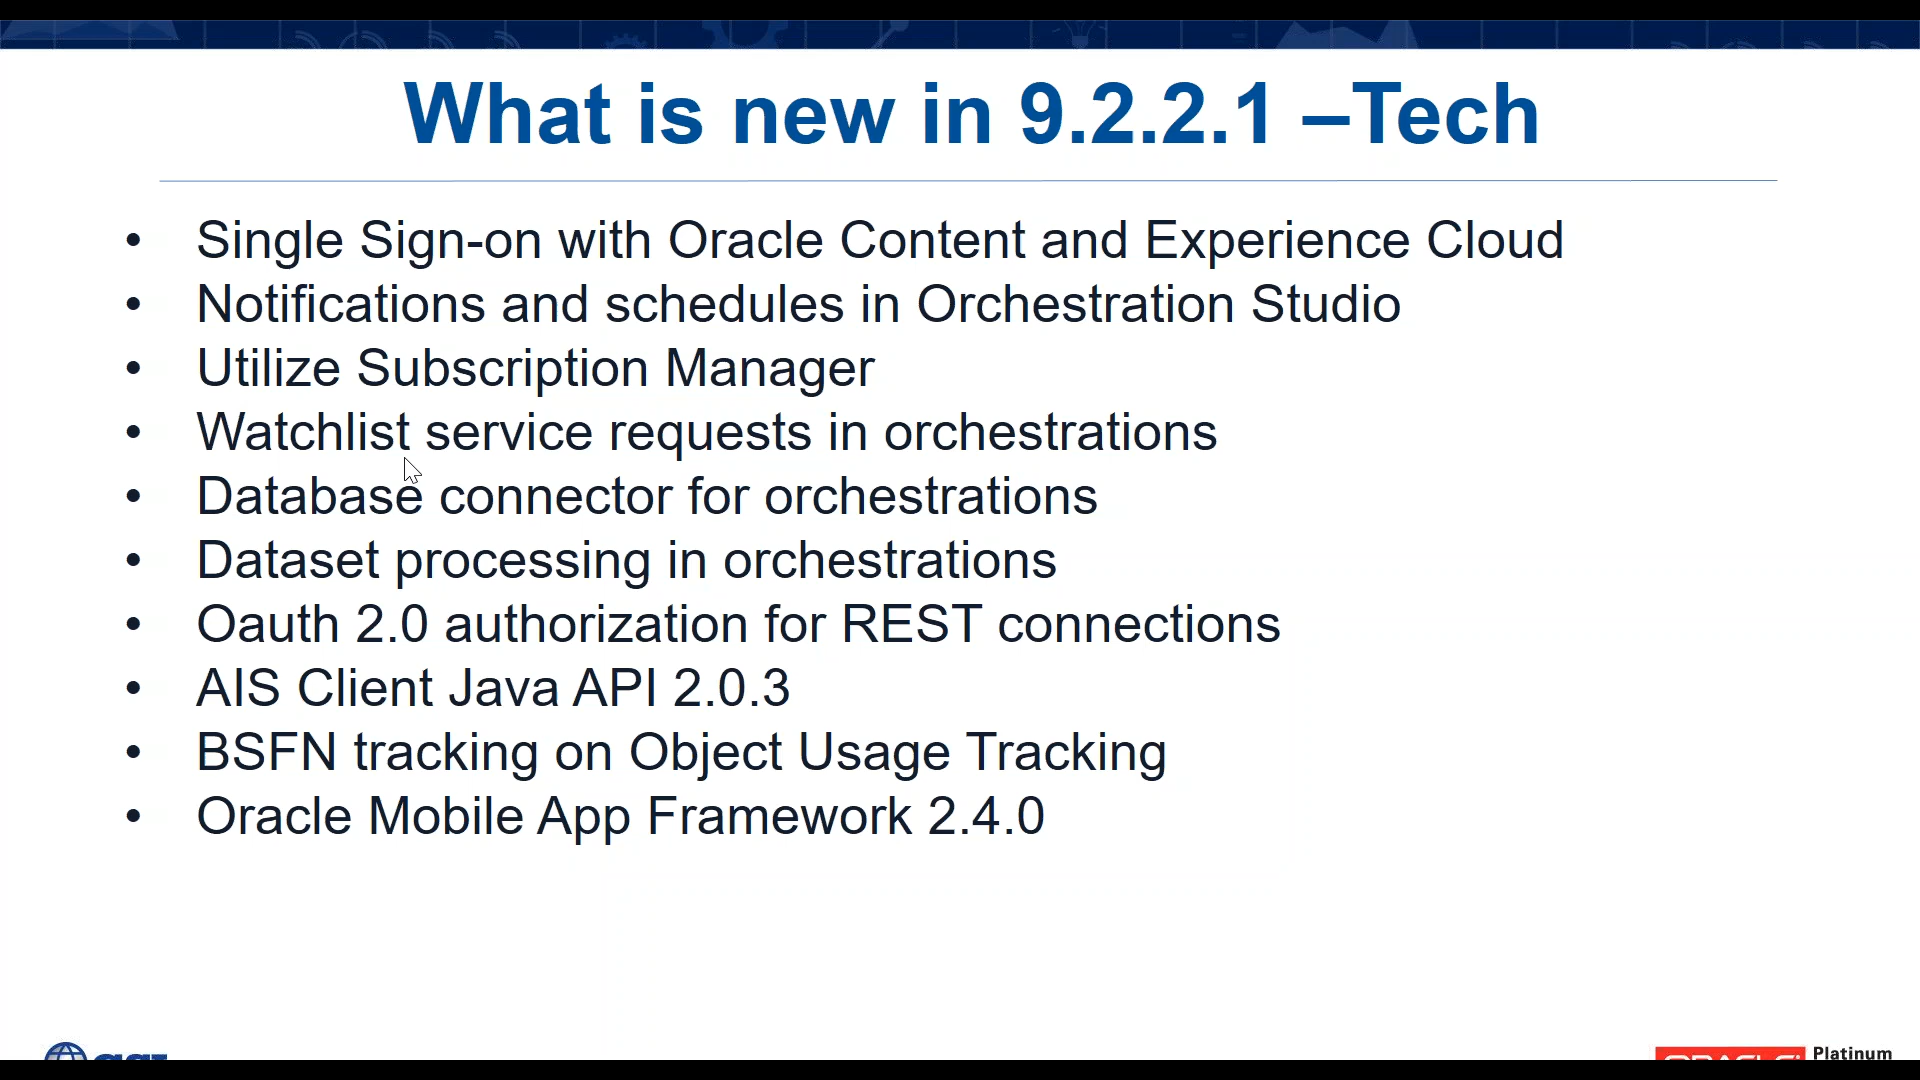 What is new in 9.2.2.1 –Tech
• Single Sign-on with Oracle Content and Experience Cloud
• Notifications and schedules in Orchestration Studio
• Utilize Subscription Manager
• Watchlist service requests in orchestrations
• Database connector for orchestrations
• Dataset processing in orchestrations
• Oauth 2.0 authorization for REST connections
• AIS Client Java API 2.0.3
• BSFN tracking on Object Usage Tracking
• Oracle Mobile App Framework 2.4.0
ORACLE Platinum